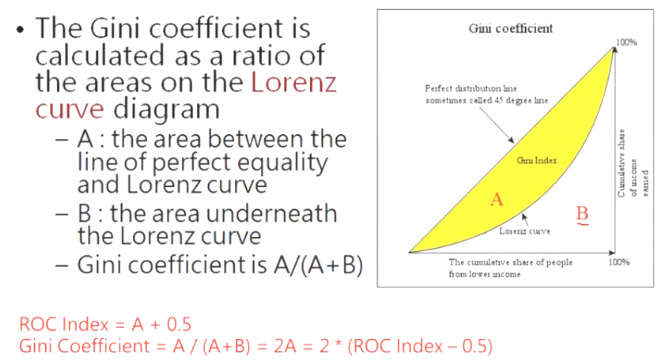 • The Gini coefficient is
calculated as a ratio of
the areas on the Lorenz
curve diagram
– A : the area between the
line of perfect equality
and Lorenz curve
– B : the area underneath
the Lorenz curve
– Gini coefficient is A/(A+B)
Gini coefficient
100%
Perfect distribution line
sometimes called 45 degree line
Gini Index
A
B
Lorenz curve
Cumulative share
of income
earned
The cumulative share of people
from lower income
100%
ROC Index = A + 0.5
Gini Coefficient = A / (A+B) = 2A = 2 * (ROC Index – 0.5)